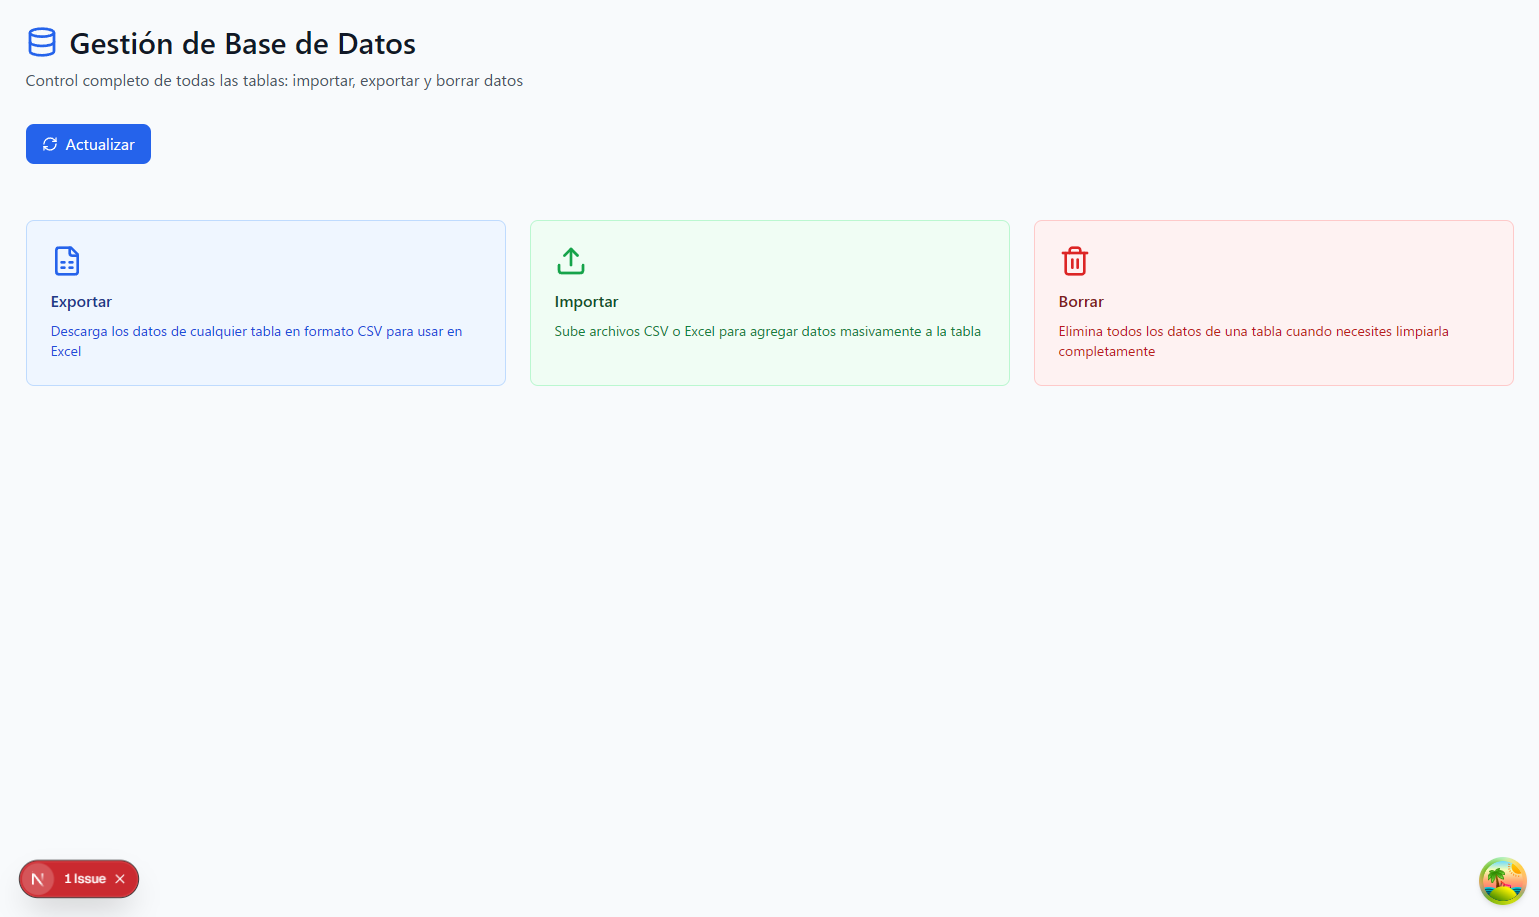 Gestión de Base de Datos
Control completo de todas las tablas: importar, exportar y borrar datos
Actualizar
Exportar
Descarga los datos de cualquier tabla en formato CSV para usar en
Excel
Importar
Sube archivos CSV o Excel para agregar datos masivamente a la tabla
Borrar
Elimina todos los datos de una tabla cuando necesites limpiarla
completamente
N 1 Issue